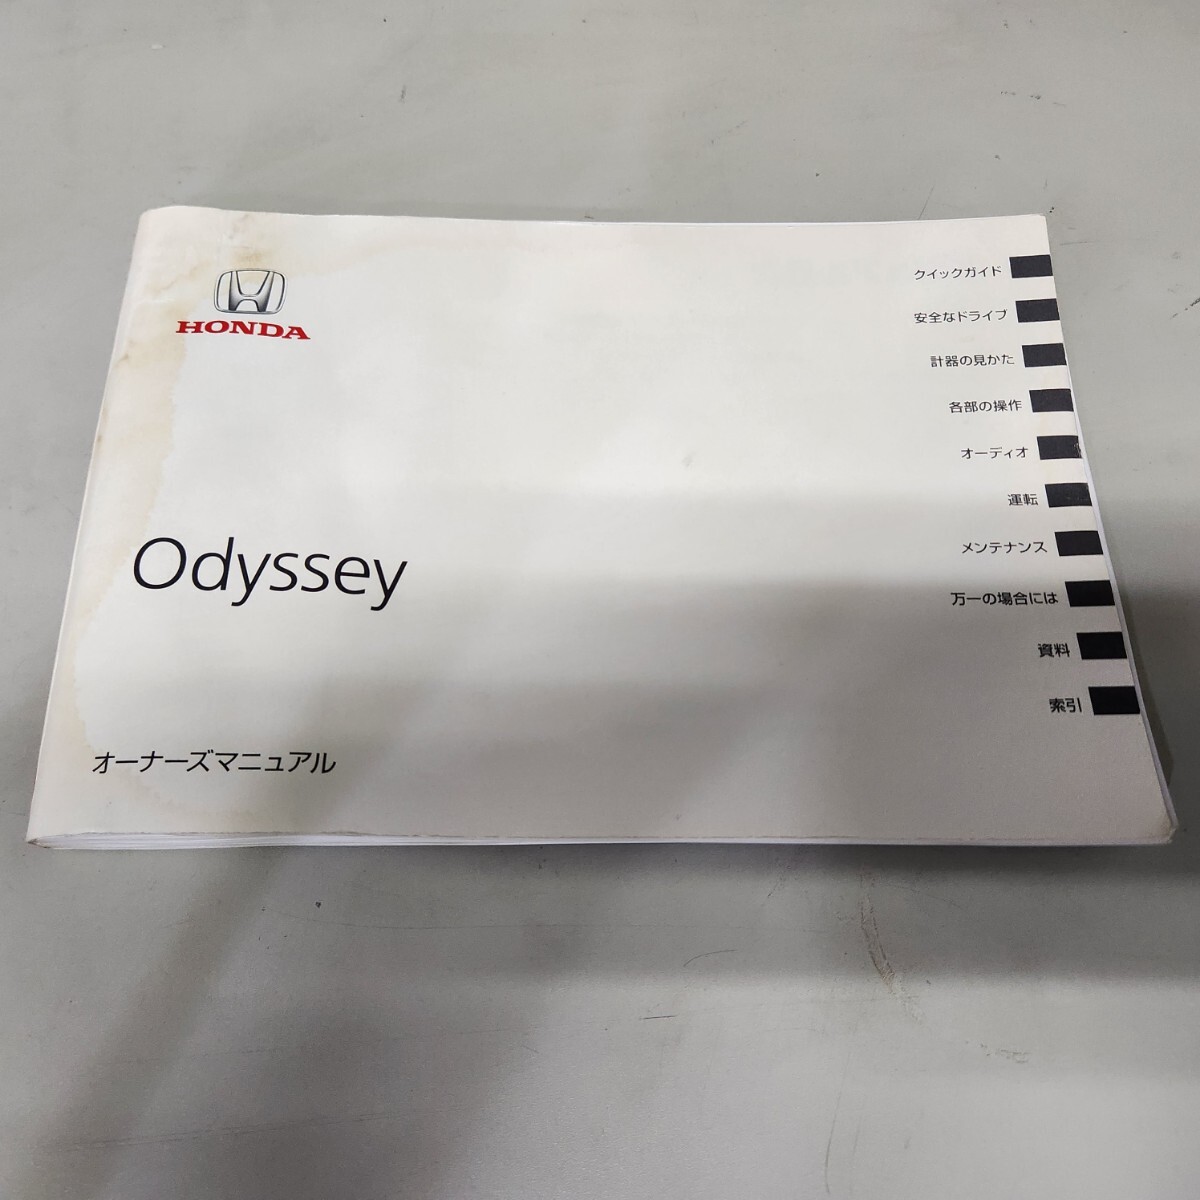 HONDA
Odyssey
オーナーズマニュアル
クイックガイド
安全なドライブ
計器の見かた
各部の操作
オーディオ
運転
メンテナンス
万一の場合には
資料
索引